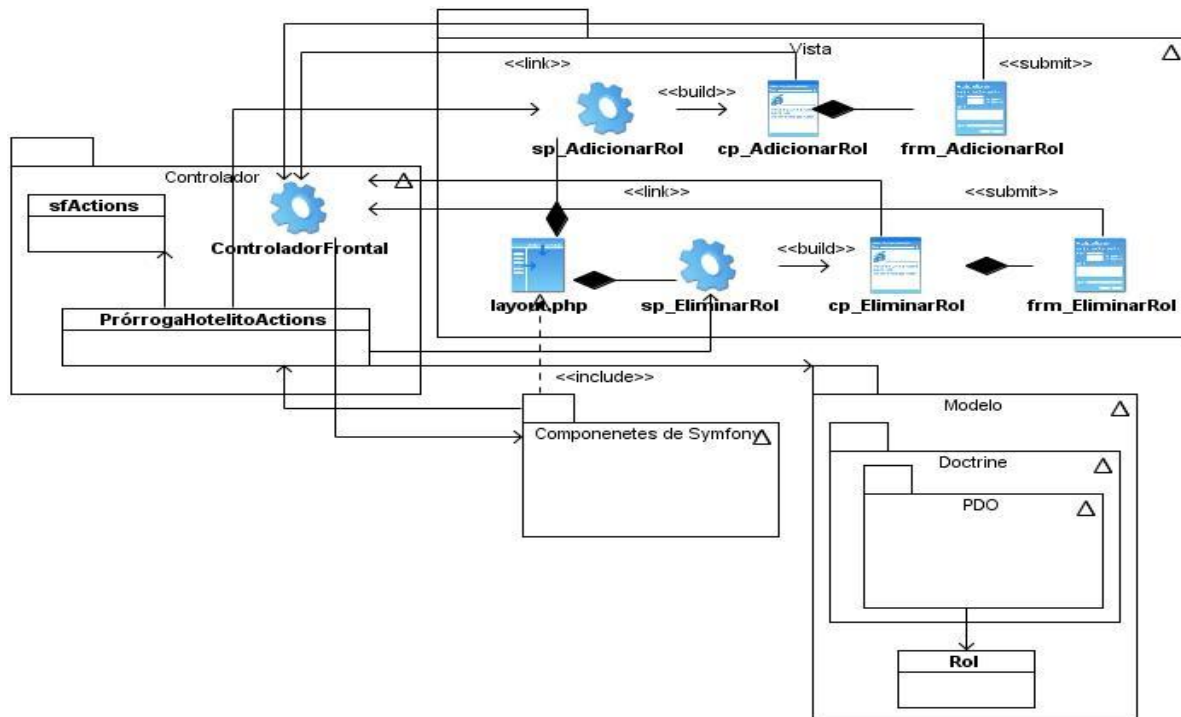 Vista
<<link>>
<<submit>>
<<build>>
sp_AdicionarRol
cp_AdicionarRol
frm_AdicionarRol
Controlador
sfActions
ControladorFrontal
<<link>>
<<submit>>
<<build>>
layout.php
sp_EliminarRol
cp_EliminarRol
frm_EliminarRol
PrórrogaHotelitoActions
<<include>>
Componenetes de Symfony
Modelo
Doctrine
PDO
Rol